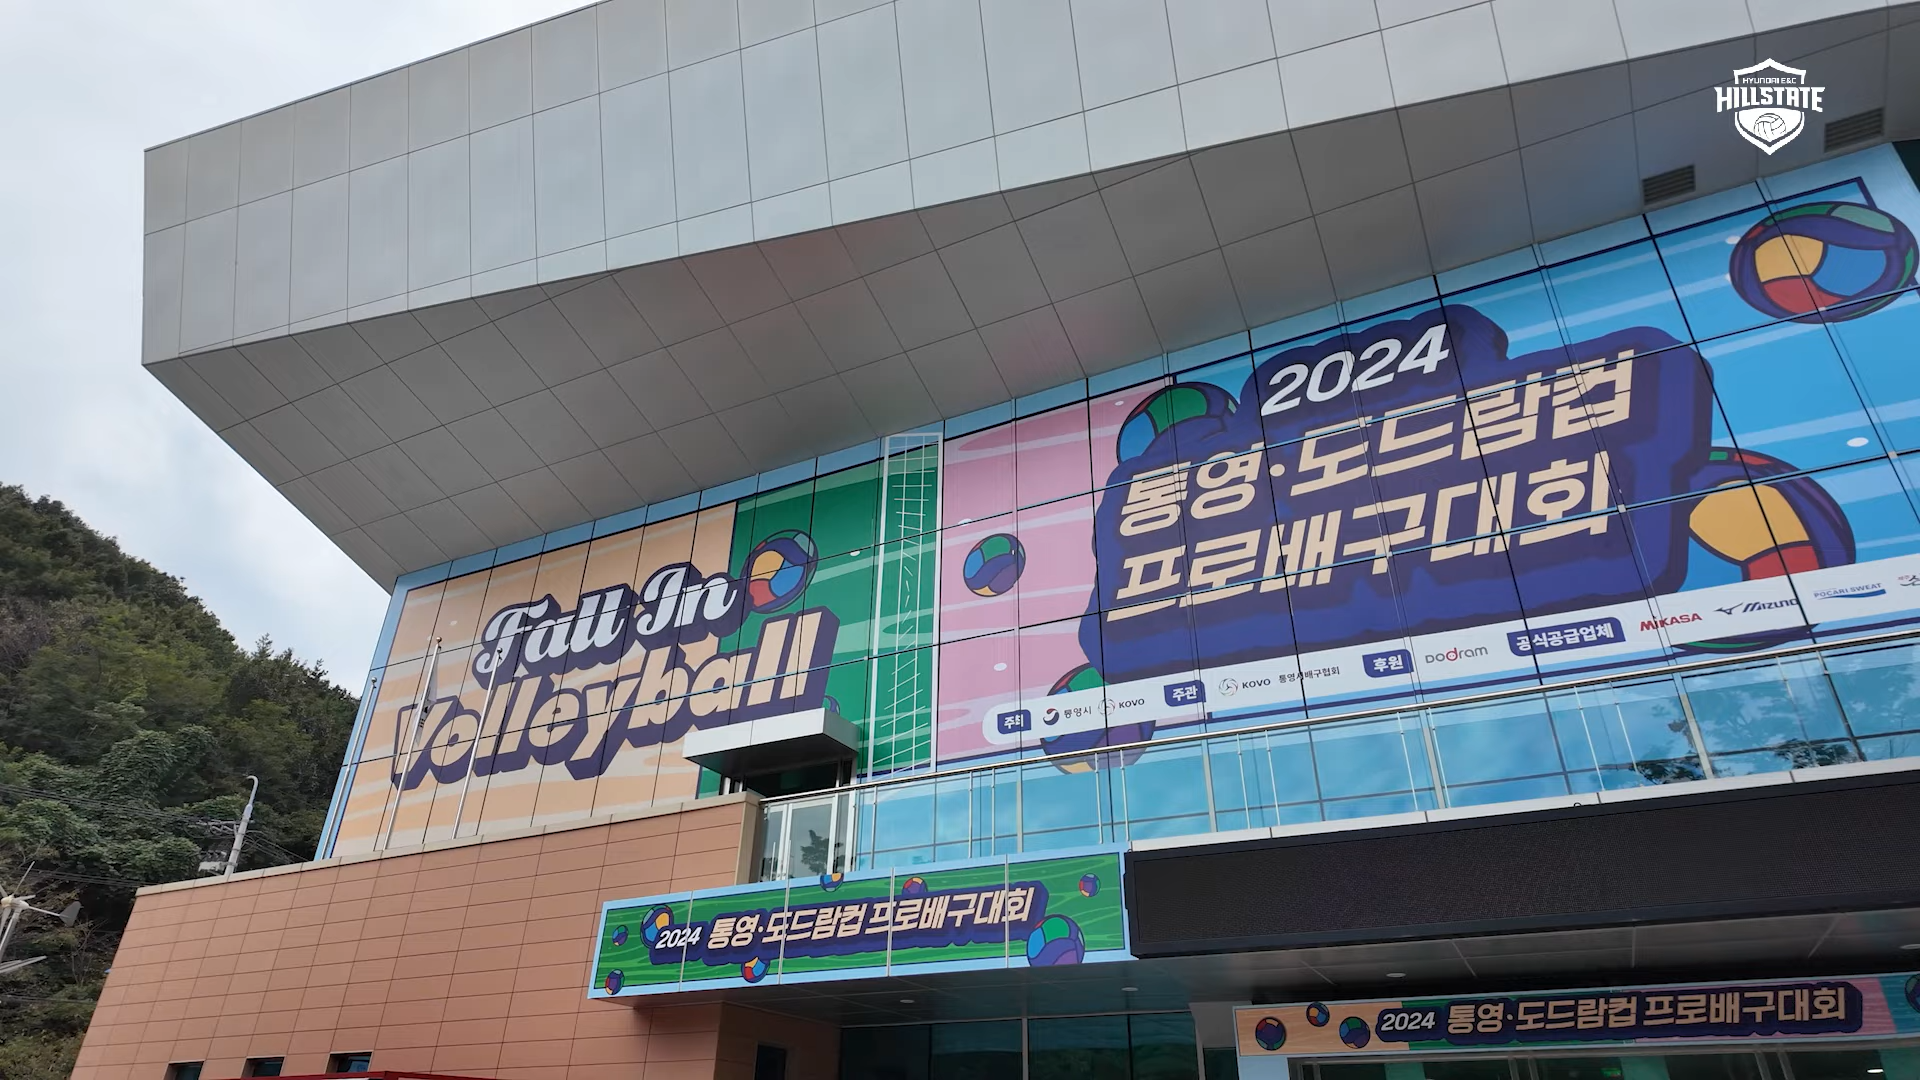 HYUNDAI E&C
HILLSTATE
2024
통영·도드람컵
프로배구대회
Fall In
Volleyball
주최 통영시 KOVO 주관 KOVO 통영시배구협회 후원 DODRAM 공식공급업체 MIKASA MIZUNO POCARI SWEAT
2024 통영·도드람컵 프로배구대회
2024 통영·도드람컵 프로배구대회